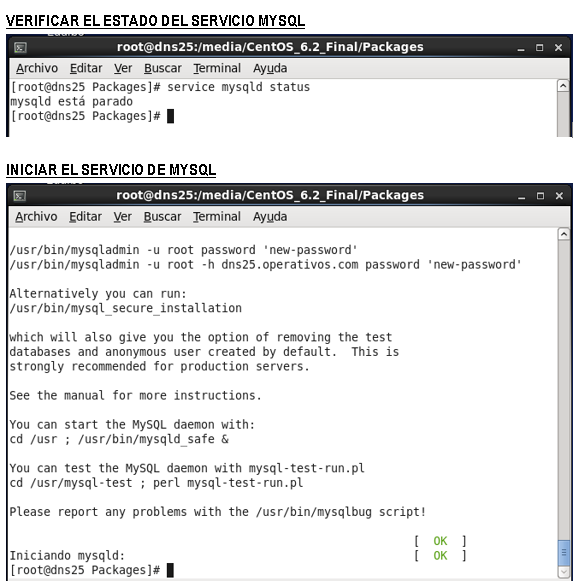 VERIFICAR EL ESTADO DEL SERVICIO MYSQL
root@dns25:/media/CentOS_6.2_Final/Packages
Archivo Editar Ver Buscar Terminal Ayuda
[root@dns25 Packages]# service mysqld status
mysqld está parado
[root@dns25 Packages]#
INICIAR EL SERVICIO DE MYSQL
root@dns25:/media/CentOS_6.2_Final/Packages
Archivo Editar Ver Buscar Terminal Ayuda
/usr/bin/mysqladmin -u root password 'new-password'
/usr/bin/mysqladmin -u root -h dns25.operativos.com password 'new-password'
Alternatively you can run:
/usr/bin/mysql_secure_installation
which will also give you the option of removing the test
databases and anonymous user created by default.  This is
strongly recommended for production servers.
See the manual for more instructions.
You can start the MySQL daemon with:
cd /usr ; /usr/bin/mysqld_safe &
You can test the MySQL daemon with mysql-test-run.pl
cd /usr/mysql-test ; perl mysql-test-run.pl
Please report any problems with the /usr/bin/mysqlbug script!
[  OK  ]
Iniciando mysqld: [  OK  ]
[root@dns25 Packages]#